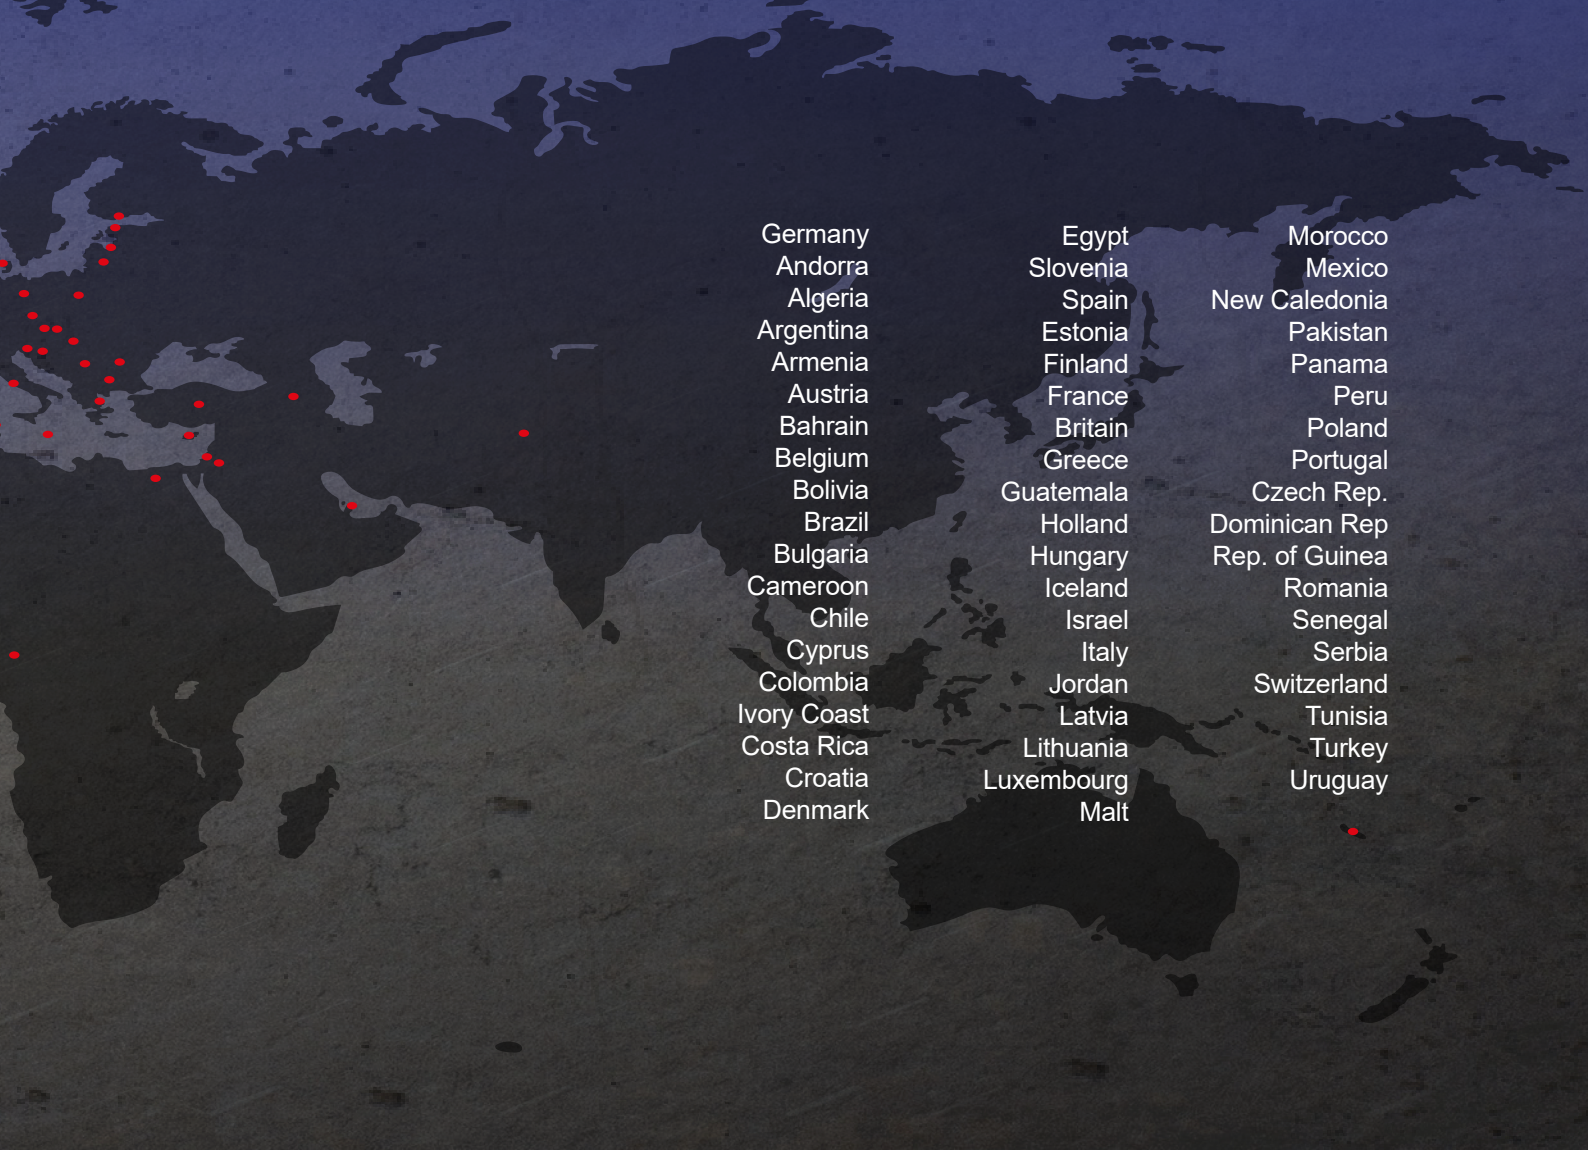 Germany
Andorra
Algeria
Argentina
Armenia
Austria
Bahrain
Belgium
Bolivia
Brazil
Bulgaria
Cameroon
Chile
Cyprus
Colombia
Ivory Coast
Costa Rica
Croatia
Denmark
Egypt
Slovenia
Spain
Estonia
Finland
France
Britain
Greece
Guatemala
Holland
Hungary
Iceland
Israel
Italy
Jordan
Latvia
Lithuania
Luxembourg
Malt
Morocco
Mexico
New Caledonia
Pakistan
Panama
Peru
Poland
Portugal
Czech Rep.
Dominican Rep
Rep. of Guinea
Romania
Senegal
Serbia
Switzerland
Tunisia
Turkey
Uruguay